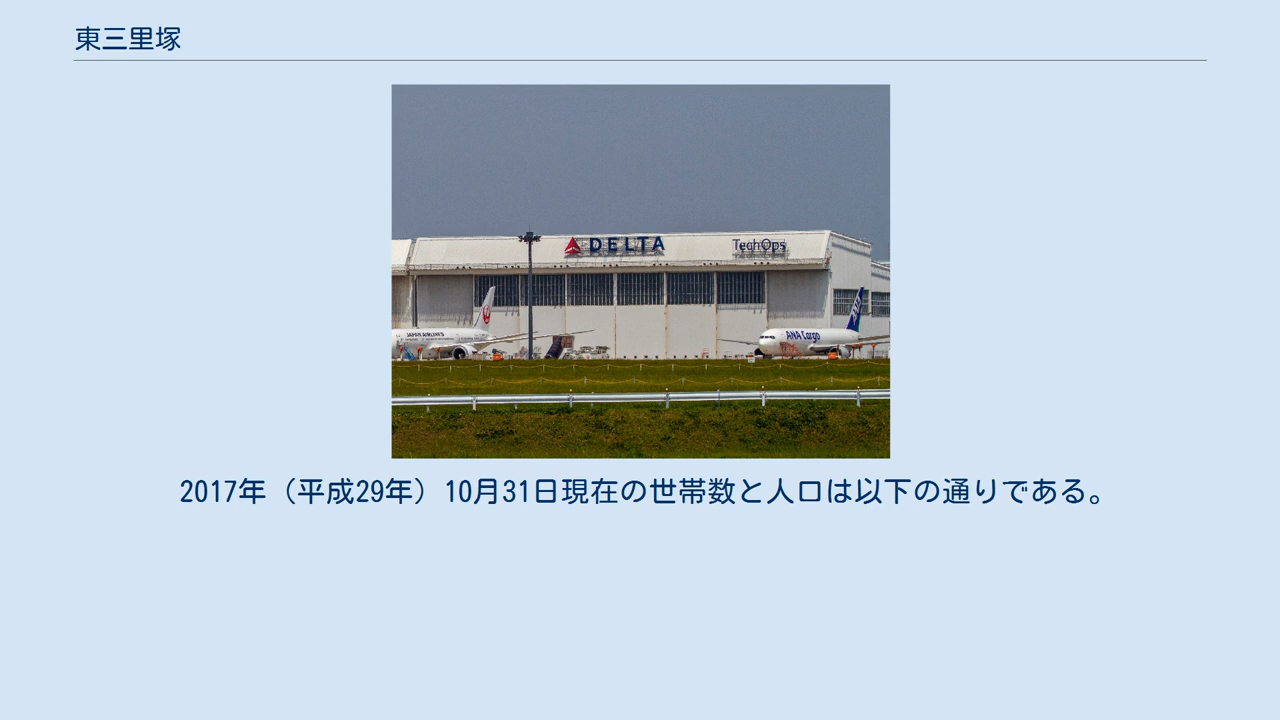 東三里塚
DELTA
TechOps
JAPAN AIRLINES
ANA Cargo
2017年（平成29年）10月31日現在の世帯数と人口は以下の通りである。